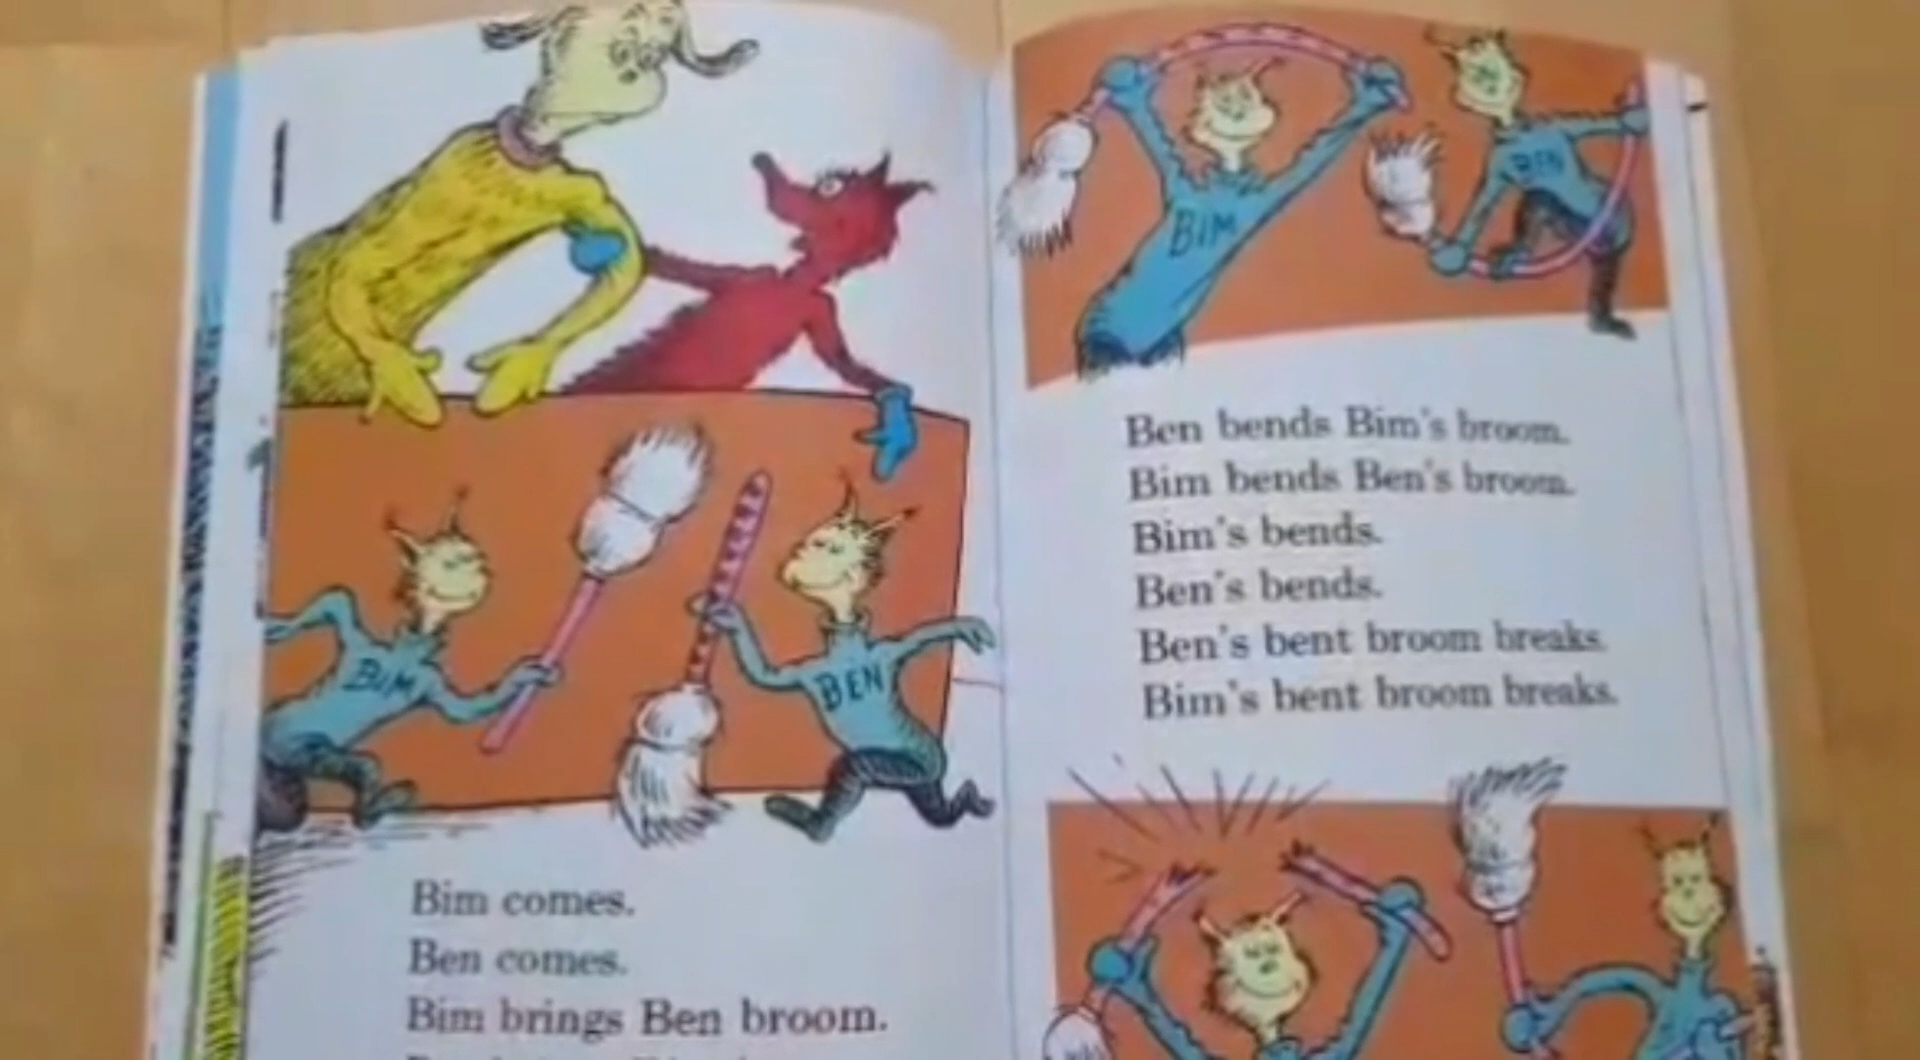 BIM
BEN
Bim comes.
Ben comes.
Bim brings Ben broom.
BIM
BEN
Ben bends Bim's broom.
Bim bends Ben's broom.
Bim's bends.
Ben's bends.
Ben's bent broom breaks.
Bim's bent broom breaks.